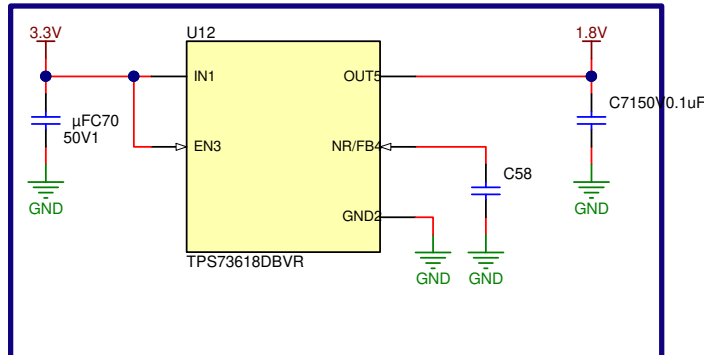 3.3V
U12
1.8V
IN1
OUT5
µFC70
50V1
C7150V0.1uF
EN3
NR/FB4
C58
GND
GND2
GND
TPS73618DBVR
GND
GND